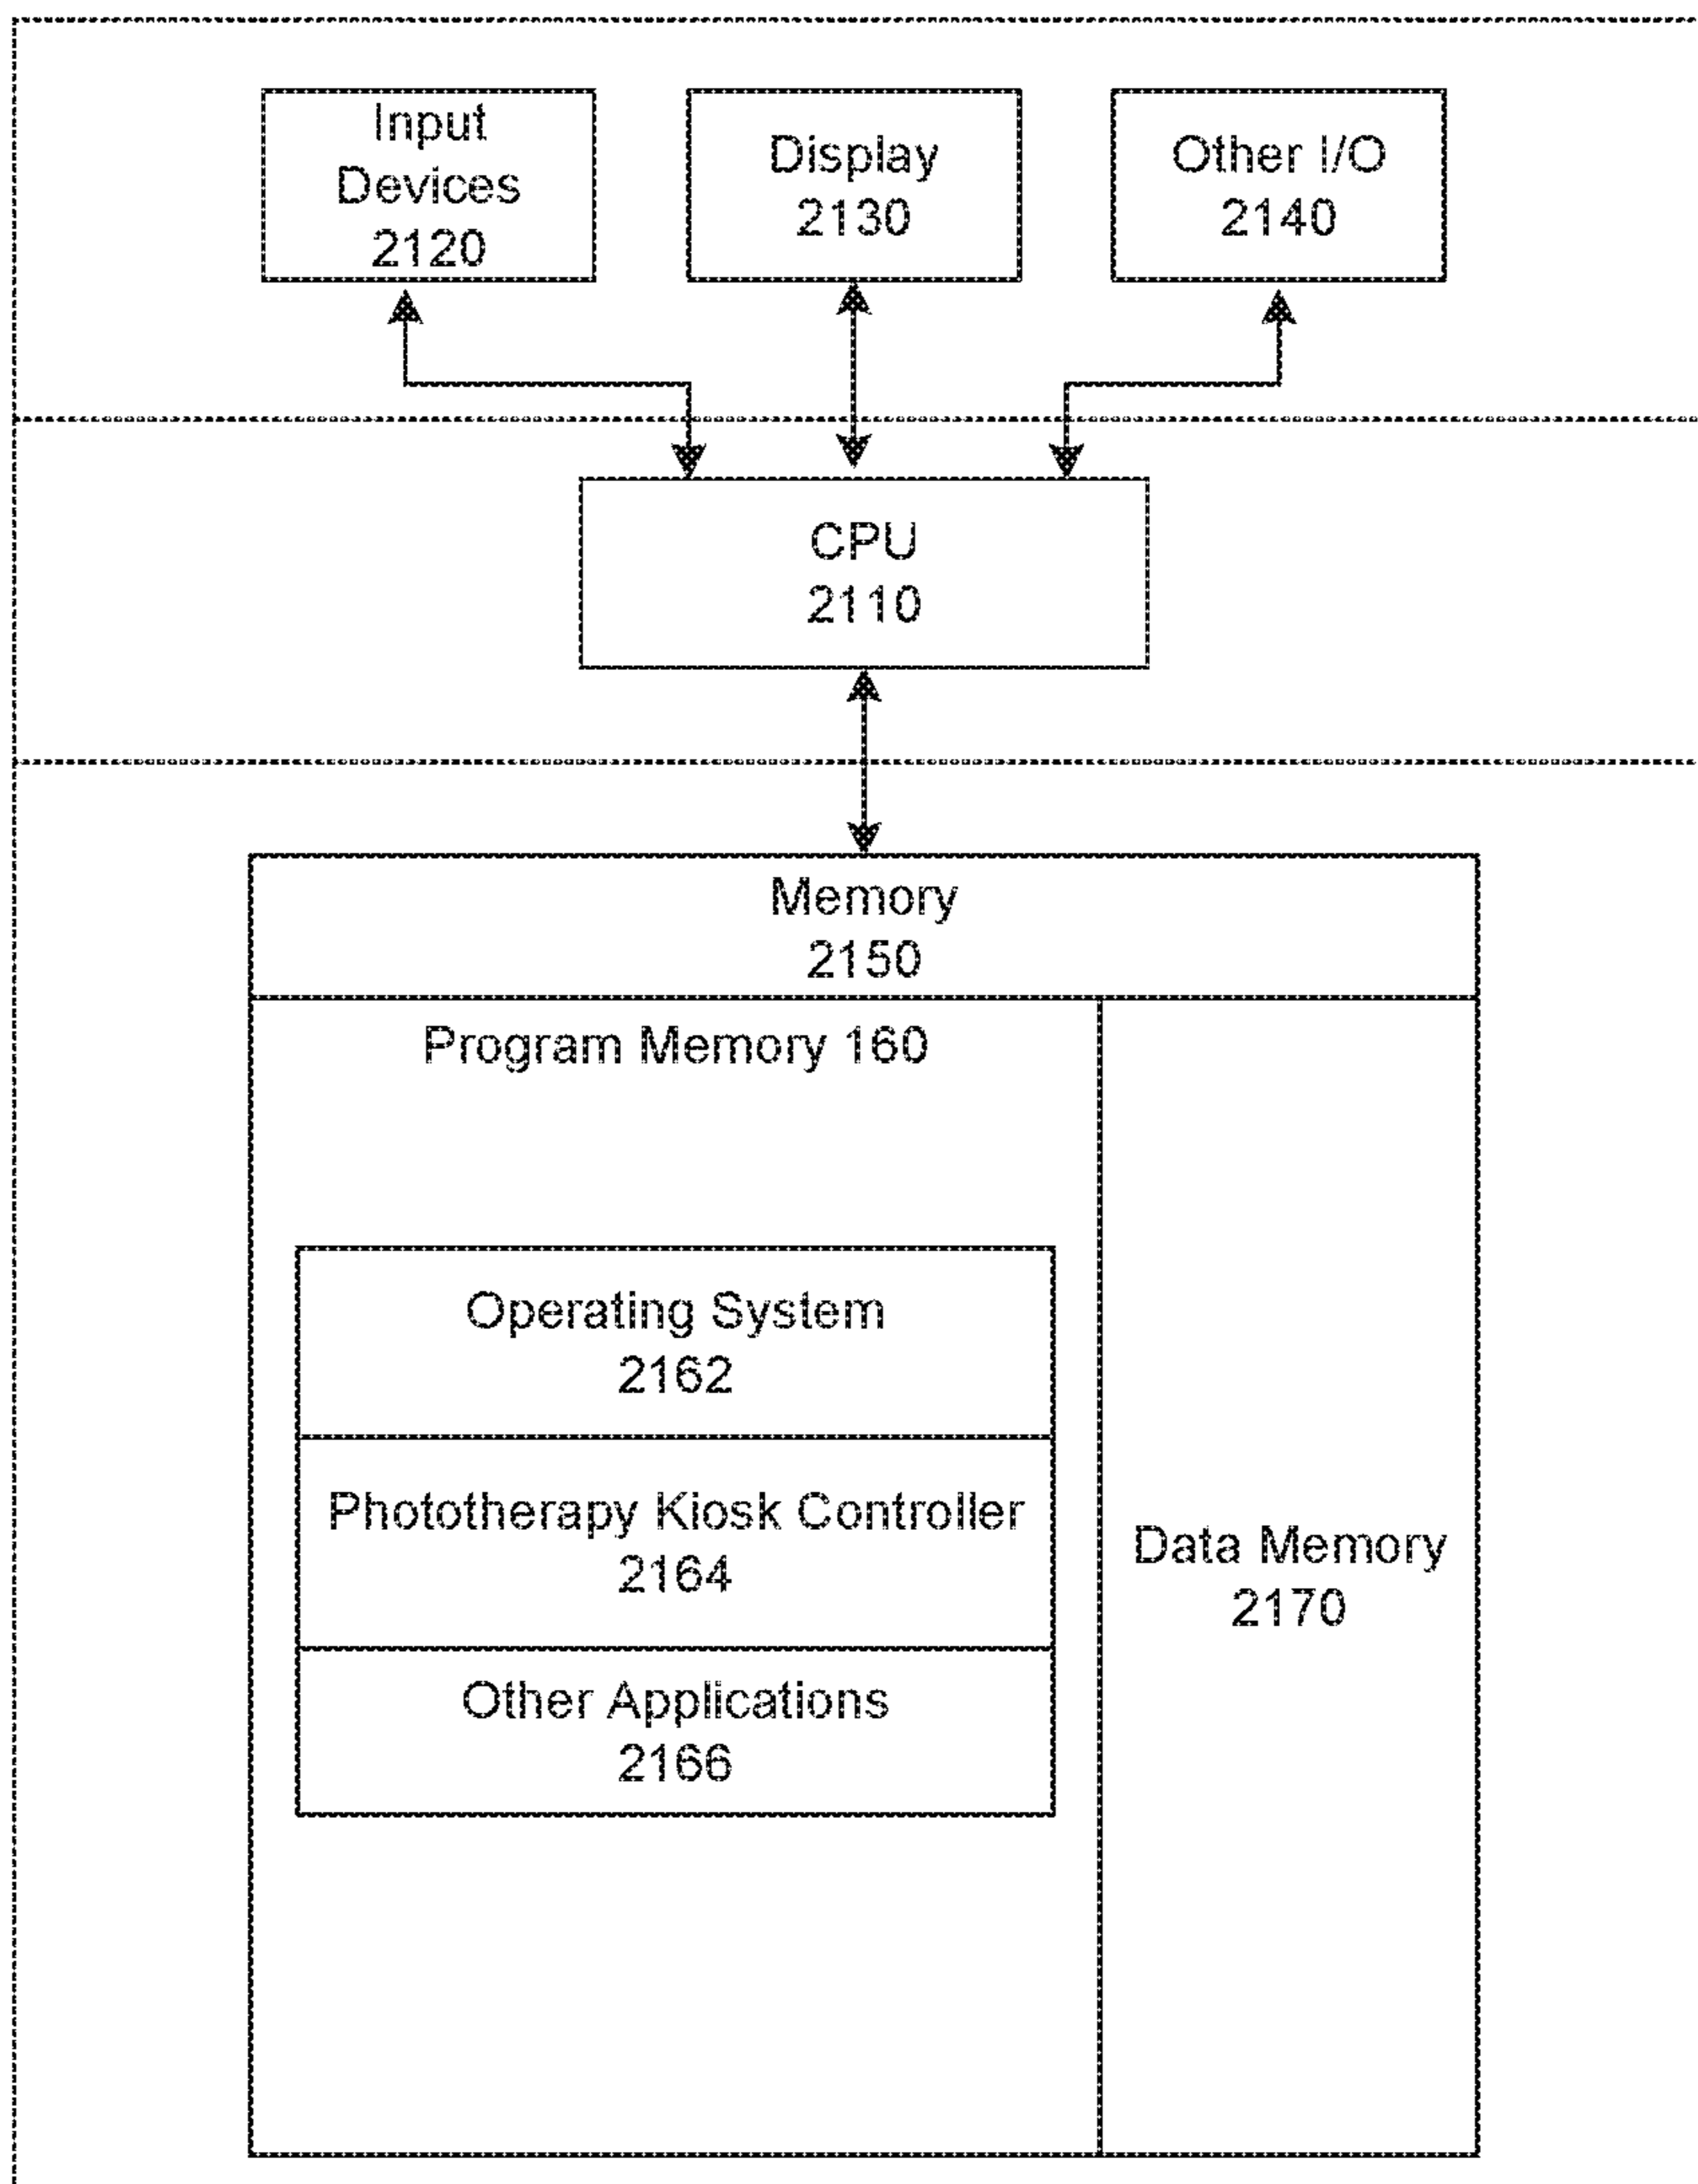 Input
Devices
2120
Display
2130
Other I/O
2140
CPU
2110
Memory
2150
Program Memory 160
Operating System
2162
Phototherapy Kiosk Controller
2164
Other Applications
2166
Data Memory
2170